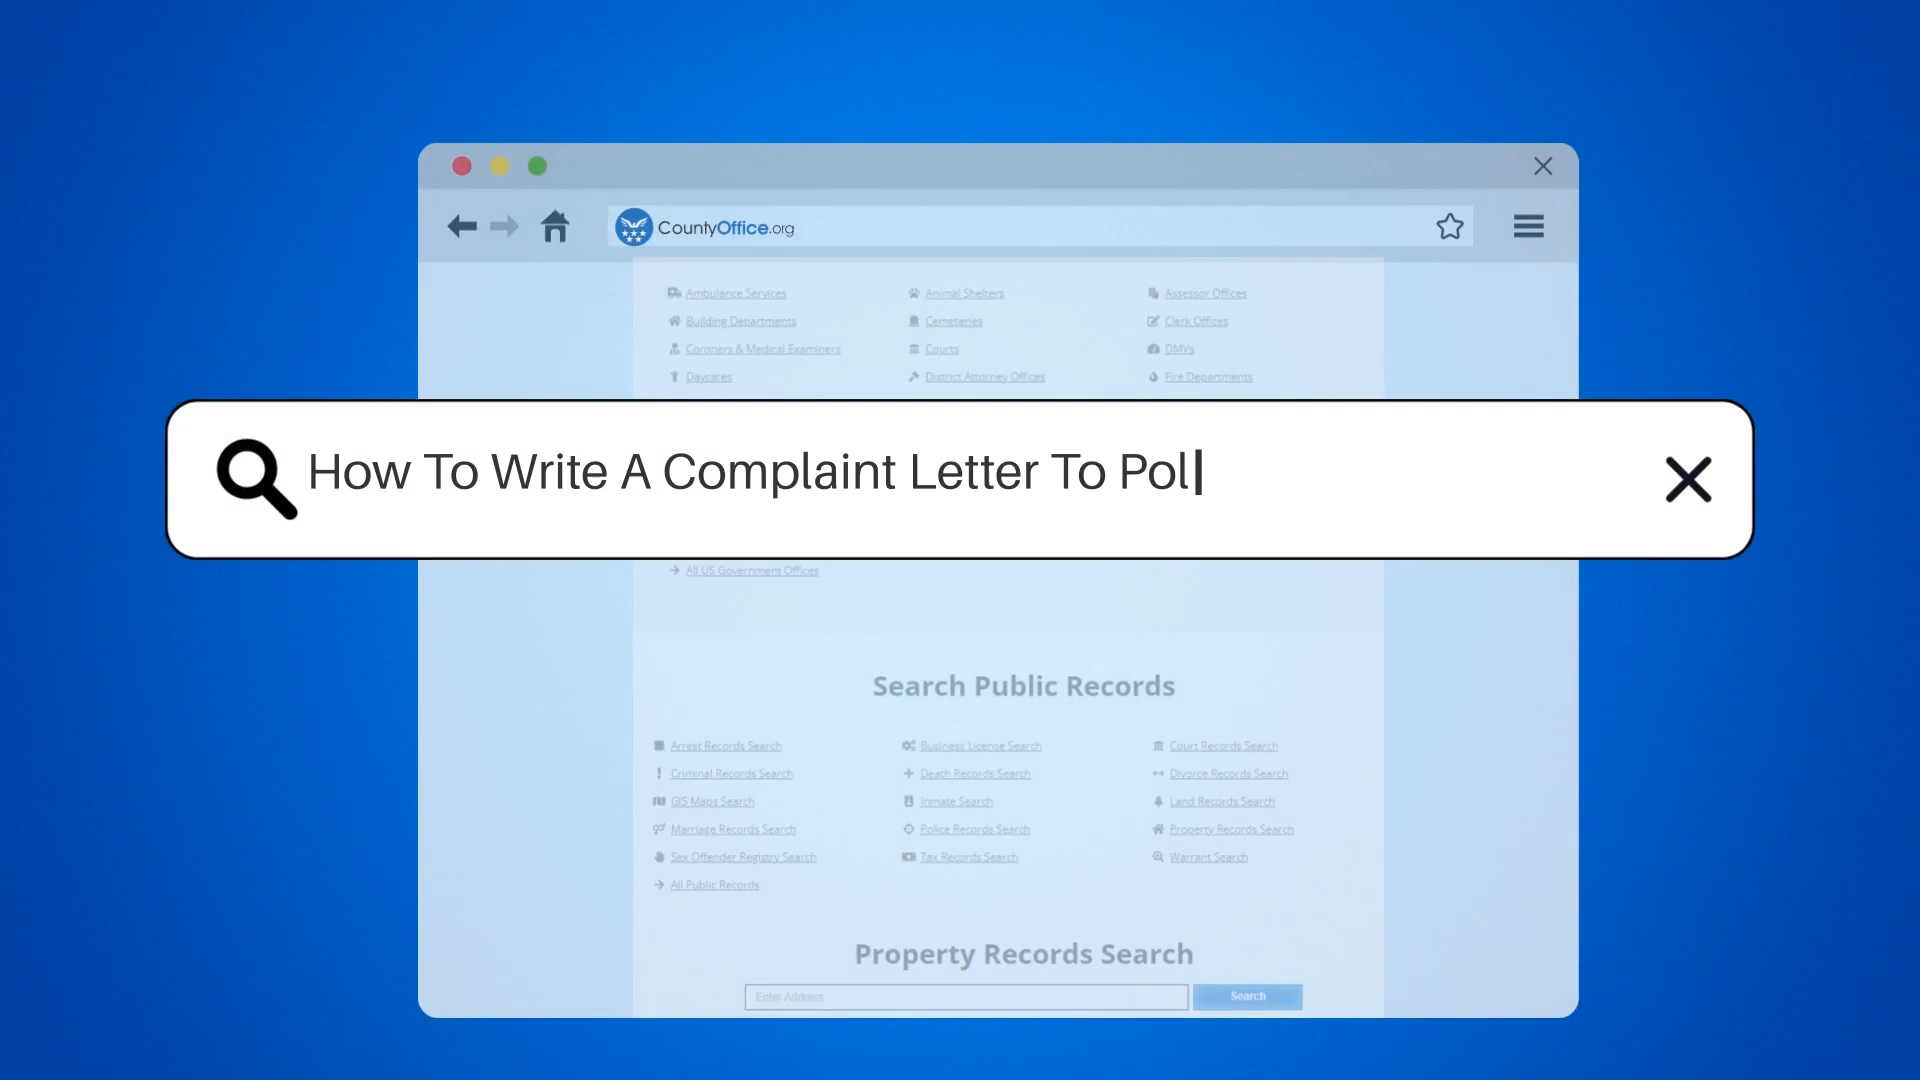 CountyOffice.org
Ambulance Services Animal Shelters Assessor Offices
Building Departments Cemeteries Clerk Offices
Coroners & Medical Examiners Courts DMVs
Daycares District Attorney Offices Fire Departments
How To Write A Complaint Letter To Pol
All US Government Offices
Search Public Records
Arrest Records Search Business License Search Court Records Search
Criminal Records Search Death Records Search Divorce Records Search
GIS Maps Search Inmate Search Land Records Search
Marriage Records Search Police Records Search Property Records Search
Sex Offender Registry Search Tax Records Search Warrant Search
All Public Records
Property Records Search
Enter Address Search